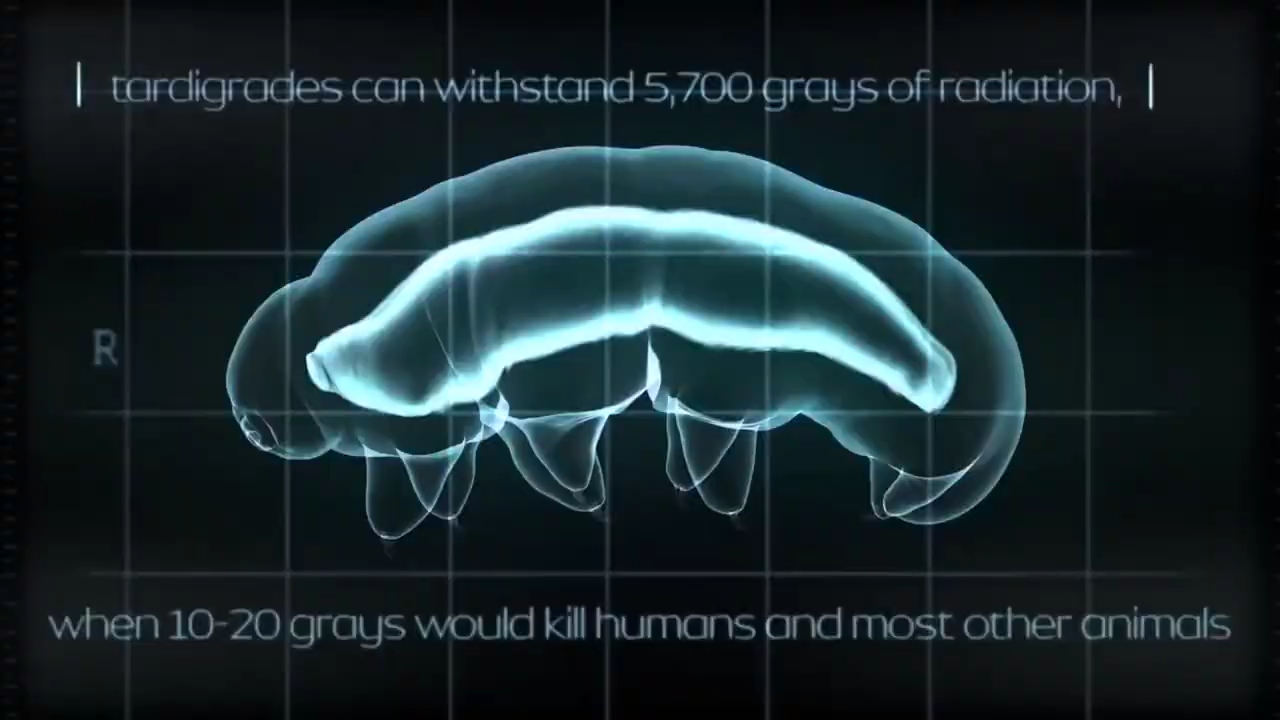 tardigrades can withstand 5,700 grays of radiation,
R
when 10-20 grays would kill humans and most other animals